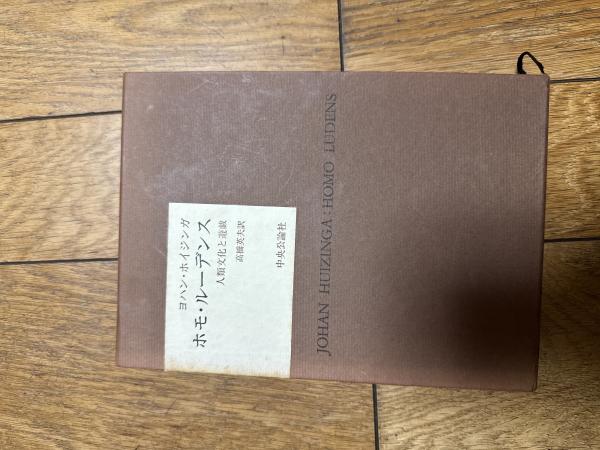 ヨハン・ホイジンガ
ホモ・ルーデンス
人類文化と遊戯
高橋英夫訳
中央公論社
JOHAN HUIZINGA : HOMO LUDENS